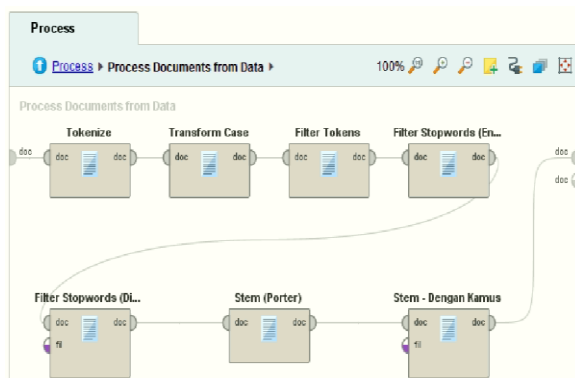 Process
Process Process Documents from Data 100%
Process Documents from Data
Tokenize Transform Case Filter Tokens Filter Stopwords (En...
doc doc doc doc doc doc doc doc doc doc
doc
Filter Stopwords (Di... Stem (Porter) Stem - Dengan Kamus
doc doc doc doc doc doc
fil fil